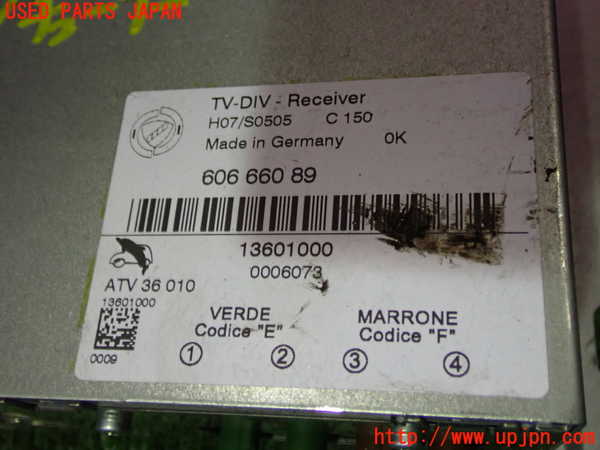 USED PARTS JAPAN
TV-DIV - Receiver
H07/S0505 C 150
Made in Germany OK
606 660 89
13601000
0006073
ATV 36 010
13601000
0009
VERDE
Codice "E"
MARRONE
Codice "F"
1 2 3 4
http://www.upjpn.com/